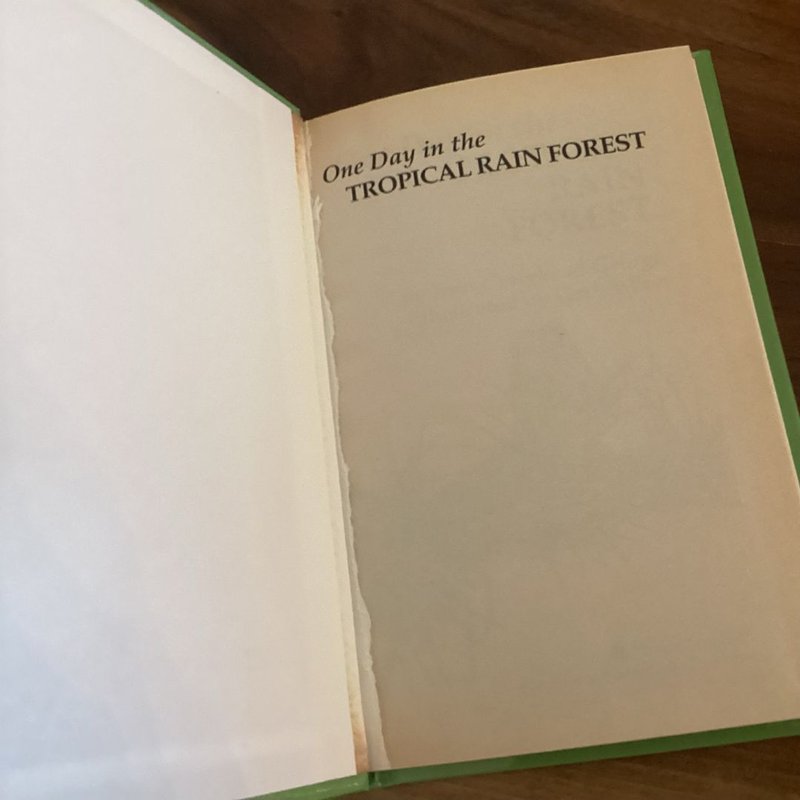 One Day in the
TROPICAL RAIN FOREST